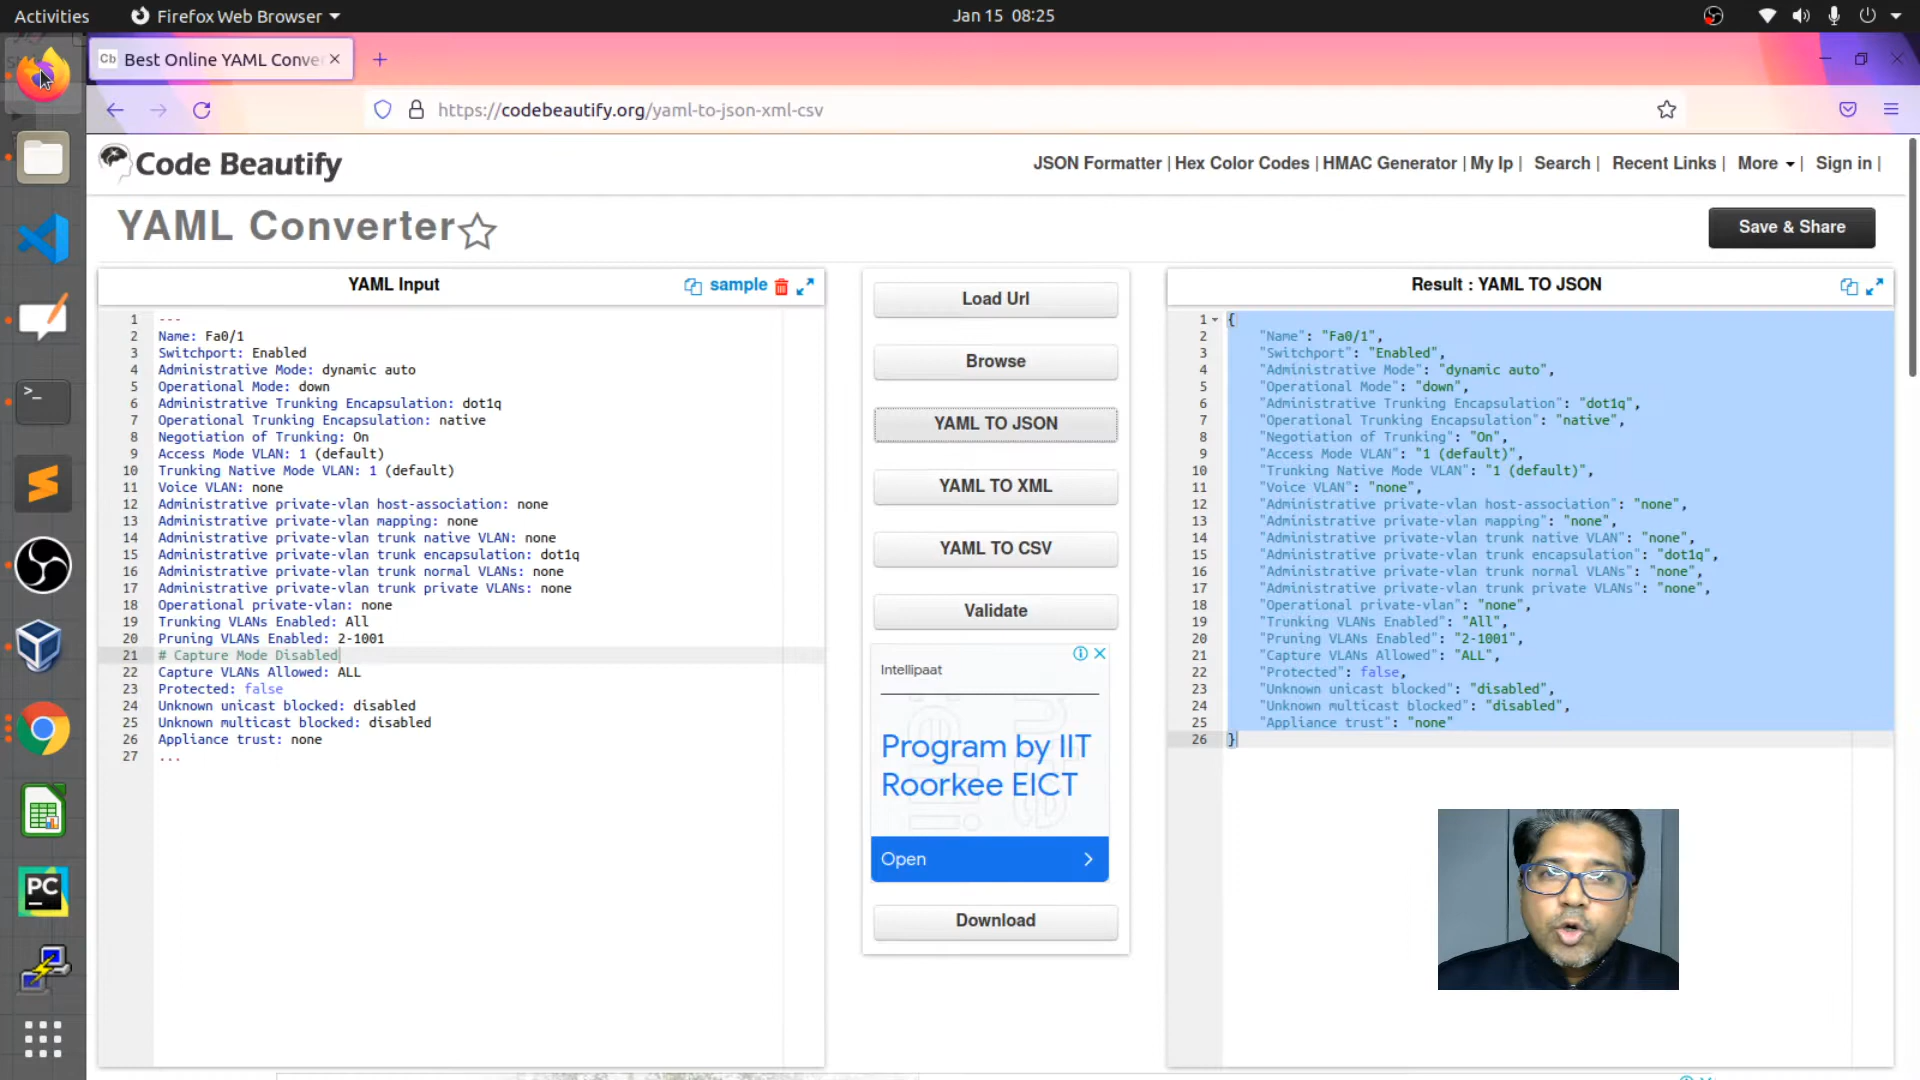 Activities
Firefox Web Browser
Jan 15 08:25
Cb Best Online YAML Conve
https://codebeautify.org/yaml-to-json-xml-csv
Code Beautify
JSON Formatter | Hex Color Codes | HMAC Generator | My Ip | Search | Recent Links | More | Sign in |
YAML Converter
Save & Share
YAML Input
sample
1 ---
2 Name: Fa0/1
3 Switchport: Enabled
4 Administrative Mode: dynamic auto
5 Operational Mode: down
6 Administrative Trunking Encapsulation: dot1q
7 Operational Trunking Encapsulation: native
8 Negotiation of Trunking: On
9 Access Mode VLAN: 1 (default)
10 Trunking Native Mode VLAN: 1 (default)
11 Voice VLAN: none
12 Administrative private-vlan host-association: none
13 Administrative private-vlan mapping: none
14 Administrative private-vlan trunk native VLAN: none
15 Administrative private-vlan trunk encapsulation: dot1q
16 Administrative private-vlan trunk normal VLANs: none
17 Administrative private-vlan trunk private VLANs: none
18 Operational private-vlan: none
19 Trunking VLANs Enabled: All
20 Pruning VLANs Enabled: 2-1001
21 # Capture Mode Disabled
22 Capture VLANs Allowed: ALL
23 Protected: false
24 Unknown unicast blocked: disabled
25 Unknown multicast blocked: disabled
26 Appliance trust: none
27 ...
Load Url
Browse
YAML TO JSON
YAML TO XML
YAML TO CSV
Validate
Intellipaat
Program by IIT
Roorkee EICT
Open
Download
Result : YAML TO JSON
1 {
2 "Name": "Fa0/1",
3 "Switchport": "Enabled",
4 "Administrative Mode": "dynamic auto",
5 "Operational Mode": "down",
6 "Administrative Trunking Encapsulation": "dot1q",
7 "Operational Trunking Encapsulation": "native",
8 "Negotiation of Trunking": "On",
9 "Access Mode VLAN": "1 (default)",
10 "Trunking Native Mode VLAN": "1 (default)",
11 "Voice VLAN": "none",
12 "Administrative private-vlan host-association": "none",
13 "Administrative private-vlan mapping": "none",
14 "Administrative private-vlan trunk native VLAN": "none",
15 "Administrative private-vlan trunk encapsulation": "dot1q",
16 "Administrative private-vlan trunk normal VLANs": "none",
17 "Administrative private-vlan trunk private VLANs": "none",
18 "Operational private-vlan": "none",
19 "Trunking VLANs Enabled": "All",
20 "Pruning VLANs Enabled": "2-1001",
21 "Capture VLANs Allowed": "ALL",
22 "Protected": false,
23 "Unknown unicast blocked": "disabled",
24 "Unknown multicast blocked": "disabled",
25 "Appliance trust": "none"
26 }
>_
PC